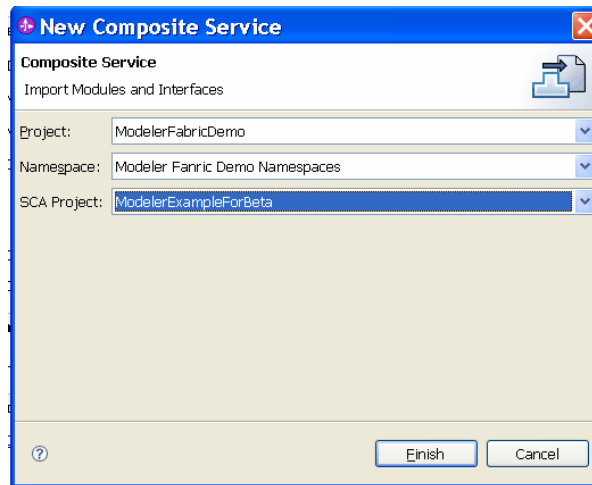 New Composite Service
Composite Service
Import Modules and Interfaces
Project: ModelerFabricDemo
Namespace: Modeler Fanric Demo Namespaces
SCA Project: ModelerExampleForBeta
? Finish Cancel